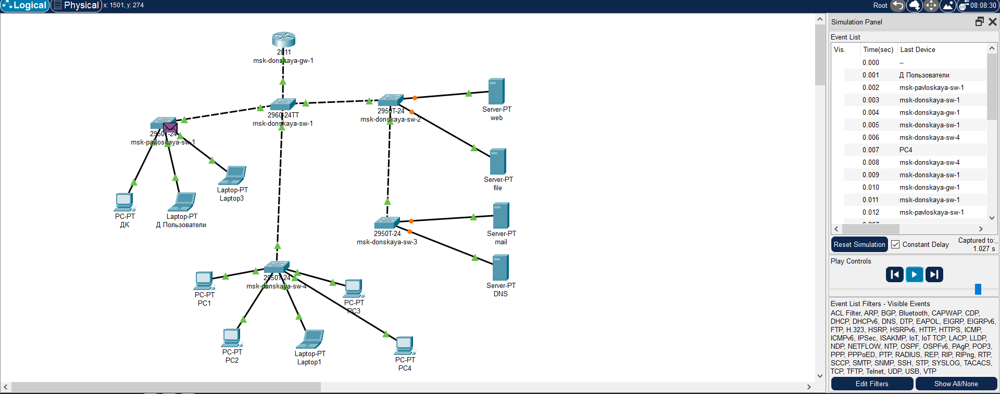 Logical
Physical
x: 1501, y: 274
Root
08:08:30
2811
msk-donskaya-gw-1
2960-24TT
msk-donskaya-sw-1
2950T-24
msk-donskaya-sw-2
Server-PT
web
2950T-24
msk-pavloskaya-sw-1
Server-PT
file
Laptop-PT
Laptop3
PC-PT
ДК
Laptop-PT
Д Пользователи
2950T-24
msk-donskaya-sw-3
Server-PT
mail
2950T-24
msk-donskaya-sw-4
Server-PT
DNS
PC-PT
PC1
PC-PT
PC3
PC-PT
PC2
Laptop-PT
Laptop1
PC-PT
PC4
Simulation Panel
Event List
Vis. Time(sec) Last Device
0.000 --
0.001 Д Пользователи
0.002 msk-pavloskaya-sw-1
0.003 msk-donskaya-sw-1
0.004 msk-donskaya-gw-1
0.005 msk-donskaya-sw-1
0.006 msk-donskaya-sw-4
0.007 PC4
0.008 msk-donskaya-sw-4
0.009 msk-donskaya-sw-1
0.010 msk-donskaya-gw-1
0.011 msk-donskaya-sw-1
0.012 msk-pavloskaya-sw-1
Reset Simulation
Constant Delay
Captured to:
1.027 s
Play Controls
Event List Filters - Visible Events
ACL Filter, ARP, BGP, Bluetooth, CAPWAP, CDP,
DHCP, DHCPv6, DNS, DTP, EAPOL, EIGRP, EIGRPv6,
FTP, H.323, HSRP, HSRPv6, HTTP, HTTPS, ICMP,
ICMPv6, IPSec, ISAKMP, IoT, IoT TCP, LACP, LLDP,
NDP, NETFLOW, NTP, OSPF, OSPFv6, PAgP, POP3,
PPP, PPPoED, PTP, RADIUS, REP, RIP, RIPng, RTP,
SCCP, SMTP, SNMP, SSH, STP, SYSLOG, TACACS,
TCP, TFTP, Telnet, UDP, USB, VTP
Edit Filters
Show All/None